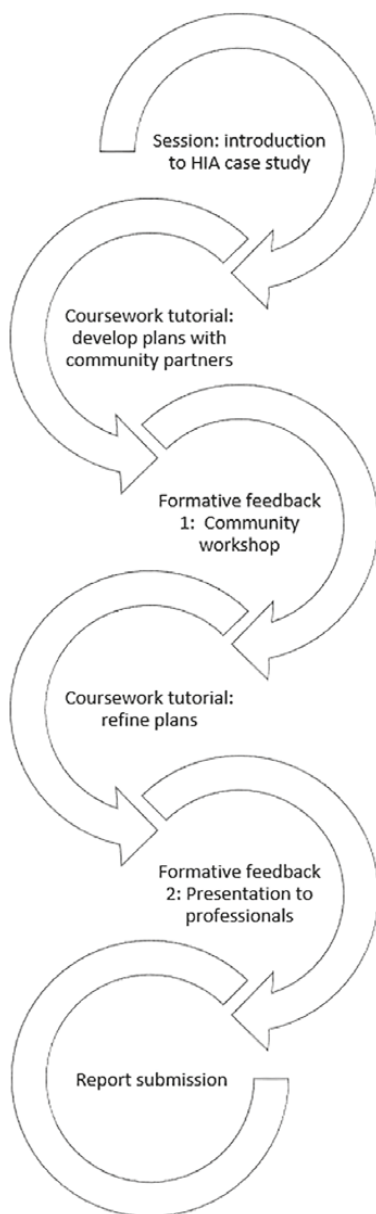 Session: introduction
to HIA case study
Coursework tutorial:
develop plans with
community partners
Formative feedback
1:  Community
workshop
Coursework tutorial:
refine plans
Formative feedback
2: Presentation to
professionals
Report submission